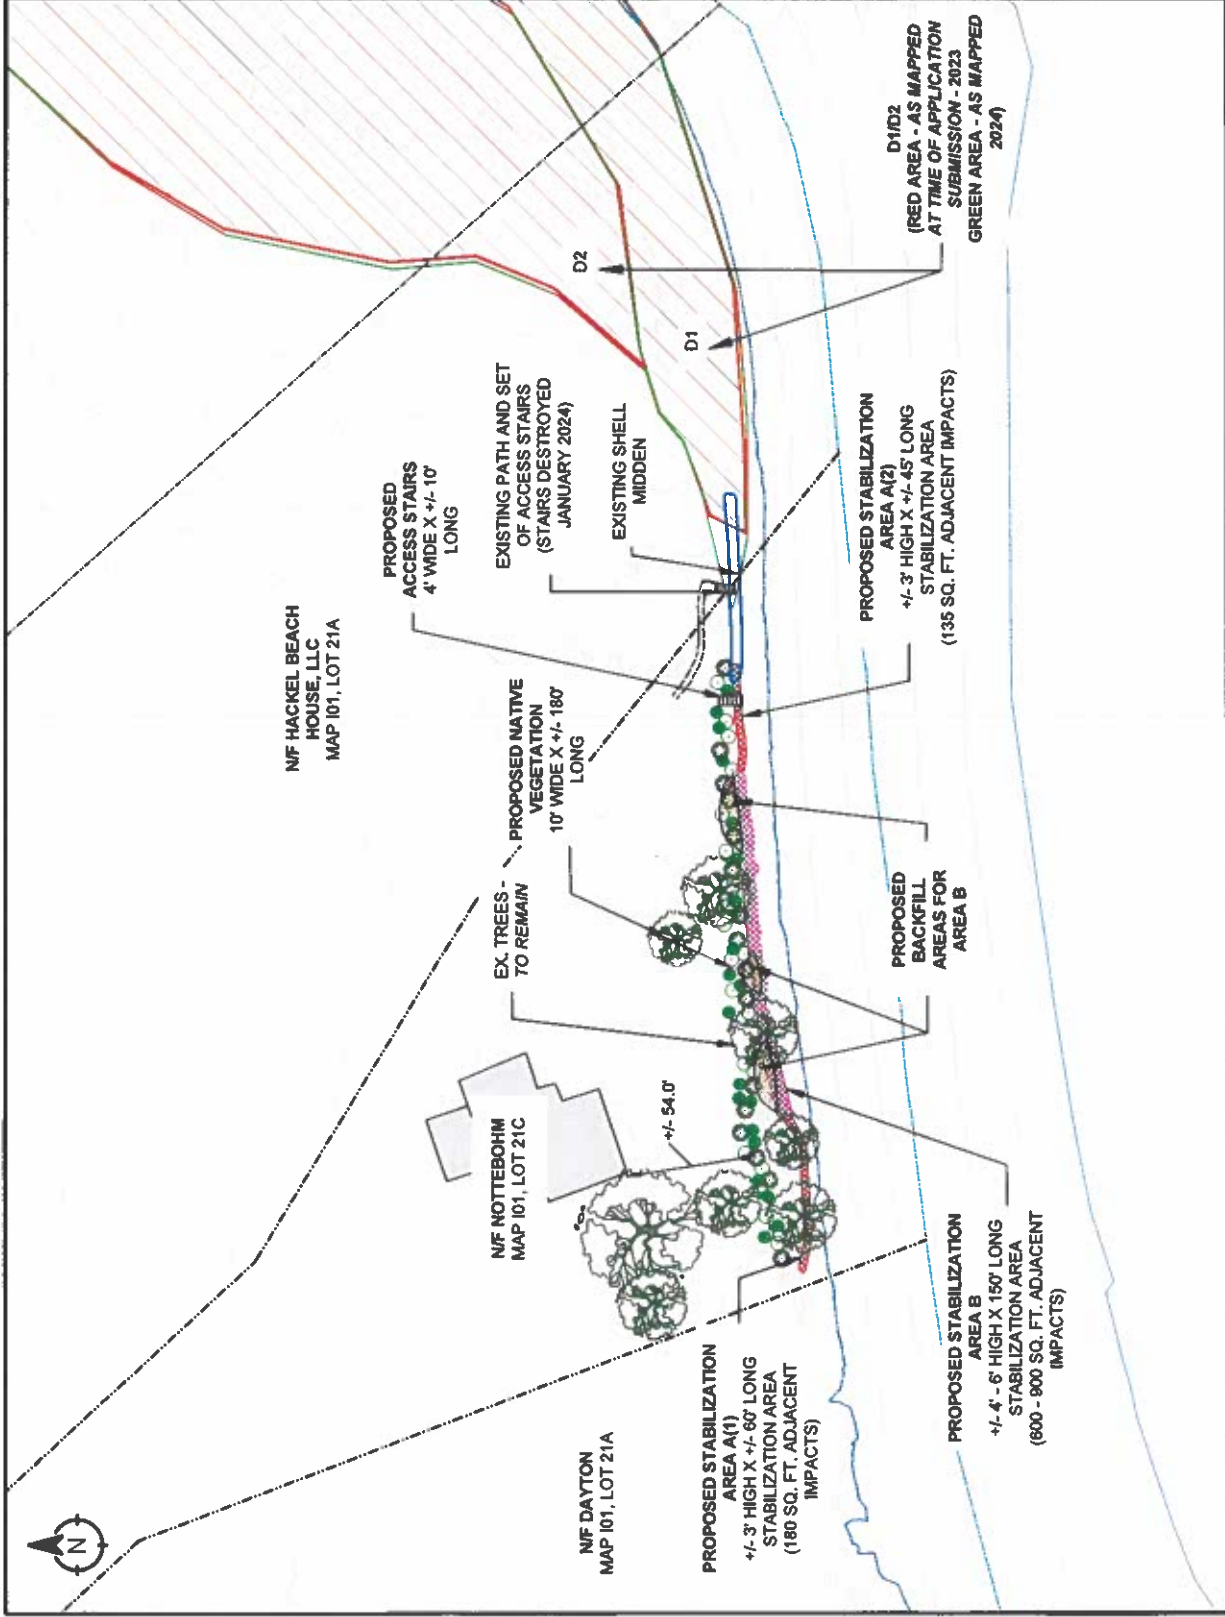 N
N/F HACKEL BEACH
HOUSE, LLC
MAP I01, LOT 21A
PROPOSED
ACCESS STAIRS
4' WIDE X +/- 10'
LONG
EXISTING PATH AND SET
OF ACCESS STAIRS
(STAIRS DESTROYED
JANUARY 2024)
EXISTING SHELL
MIDDEN
D2
D1
D1/D2
(RED AREA - AS MAPPED
AT TIME OF APPLICATION
SUBMISSION - 2023
GREEN AREA - AS MAPPED
2024)
EX. TREES -
TO REMAIN
PROPOSED NATIVE
VEGETATION
10' WIDE X +/- 180'
LONG
N/F NOTTEBOHM
MAP I01, LOT 21C
+/- 54.0'
N/F DAYTON
MAP I01, LOT 21A
PROPOSED STABILIZATION
AREA A(1)
+/- 3' HIGH X +/- 60' LONG
STABILIZATION AREA
(180 SQ. FT. ADJACENT
IMPACTS)
PROPOSED STABILIZATION
AREA B
+/- 4' - 6' HIGH X 150' LONG
STABILIZATION AREA
(600 - 900 SQ. FT. ADJACENT
IMPACTS)
PROPOSED
BACKFILL
AREAS FOR
AREA B
PROPOSED STABILIZATION
AREA A(2)
+/- 3' HIGH X +/- 45' LONG
STABILIZATION AREA
(135 SQ. FT. ADJACENT IMPACTS)